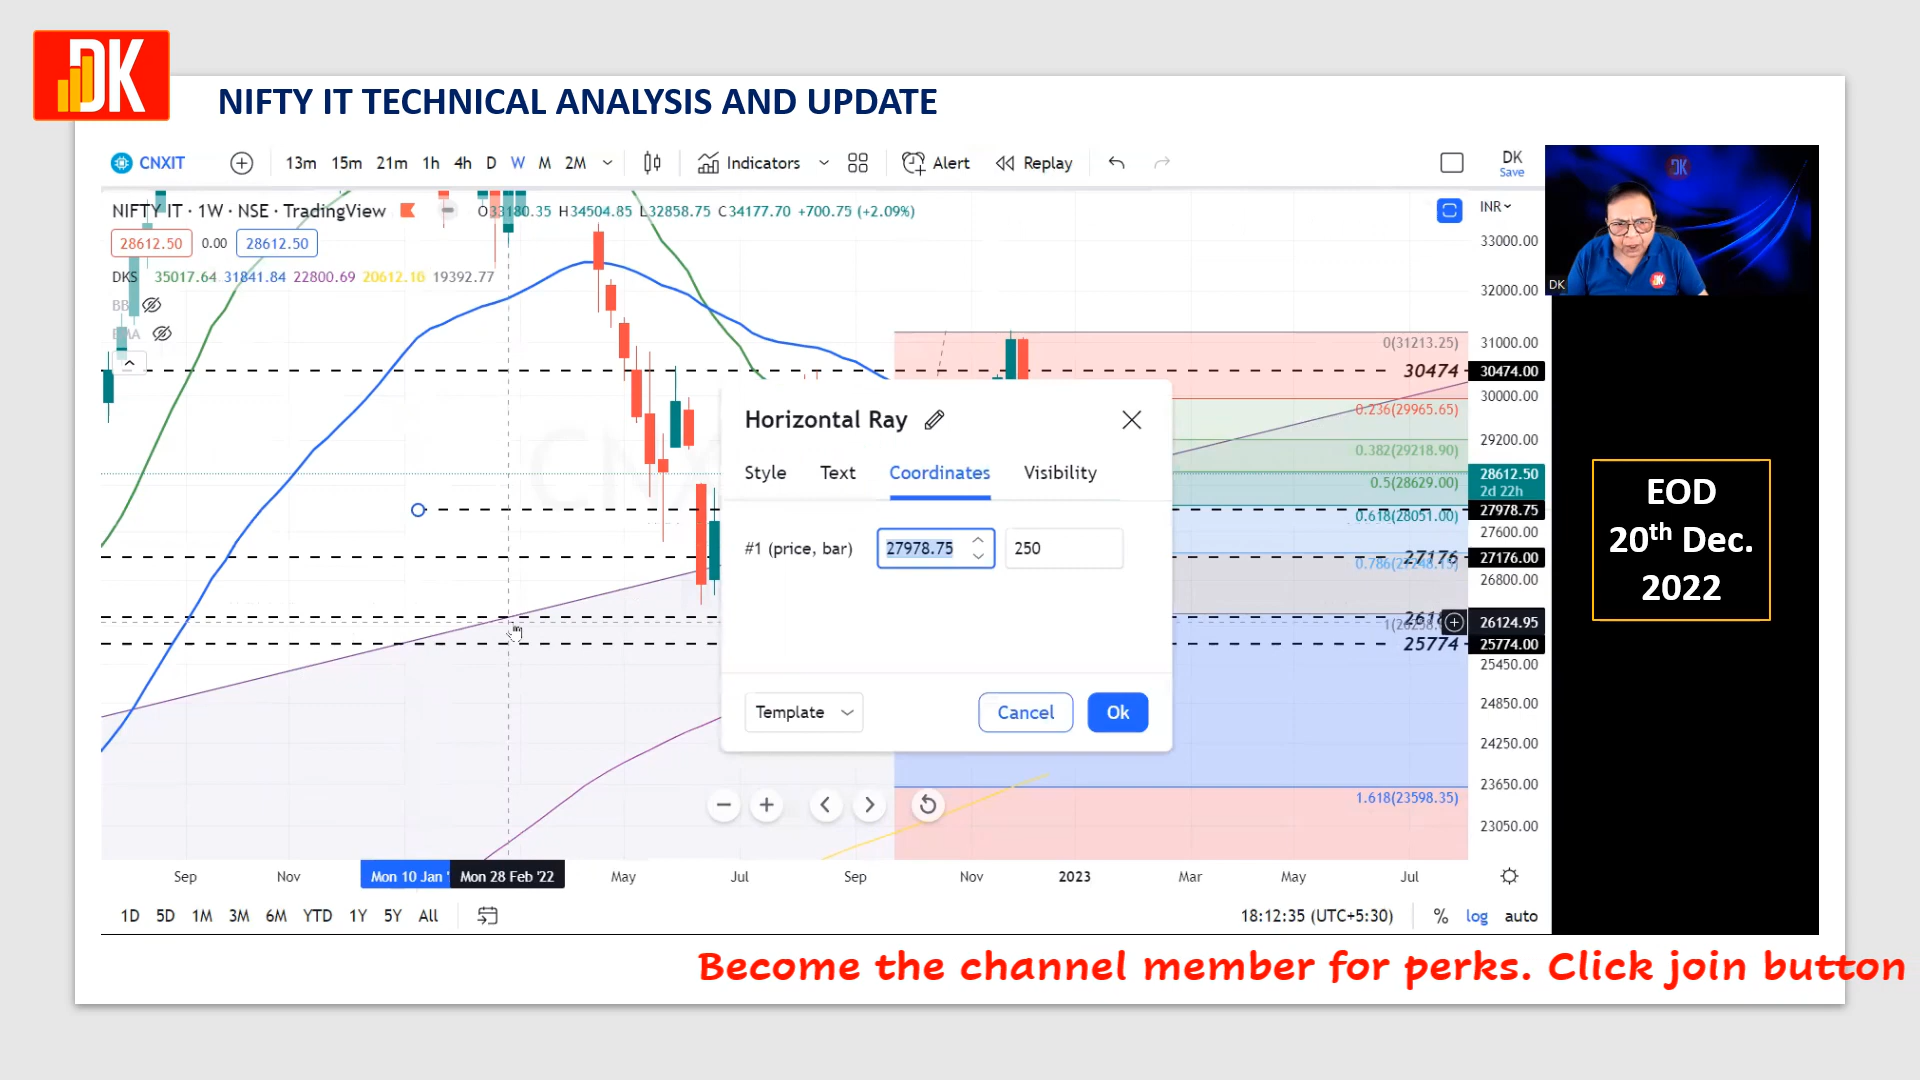 DK
NIFTY IT TECHNICAL ANALYSIS AND UPDATE
CNXIT
13m 15m 21m 1h 4h D W M 2M
Indicators
Alert
Replay
DK
Save
NIFTY IT · 1W · NSE · TradingView
O33180.35 H34504.85 L32858.75 C34177.70 +700.75 (+2.09%)
INR
28612.50 0.00 28612.50
DKS 35017.64 31841.84 22800.69 20612.16 19392.77
BB
EMA
33000.00
32000.00
0(31213.25)
31000.00
30474
30474.00
30000.00
0.236(29965.65)
29200.00
0.382(29218.90)
28612.50
2d 22h
0.5(28629.00)
27978.75
0.618(28051.00)
27600.00
27176
27176.00
26800.00
26124.95
25774
25774.00
25450.00
24850.00
24250.00
23650.00
1.618(23598.35)
23050.00
Horizontal Ray
Style Text Coordinates Visibility
#1 (price, bar) 27978.75 250
Template
Cancel
Ok
Sep Nov Mon 10 Jan ' Mon 28 Feb '22 May Jul Sep Nov 2023 Mar May Jul
1D 5D 1M 3M 6M YTD 1Y 5Y All
18:12:35 (UTC+5:30) % log auto
DK
DK
EOD
20th Dec.
2022
Become the channel member for perks. Click join button